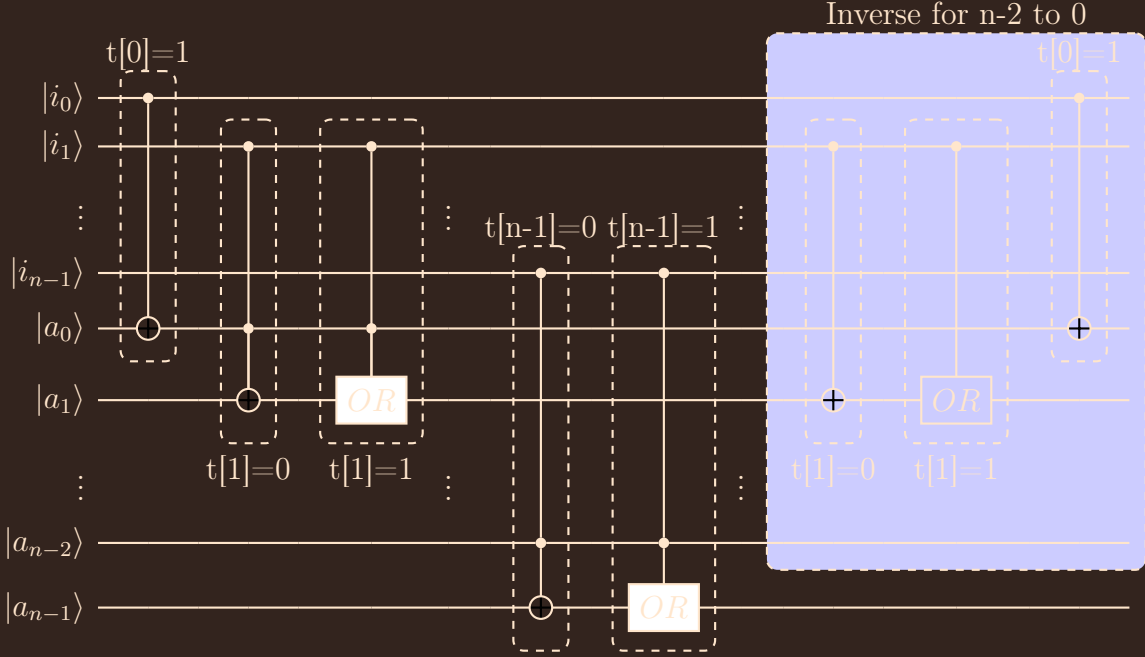 Inverse for n-2 to 0
t[0]=1
t[0]=1
|i₀⟩
|i₁⟩
⋮
⋮
⋮
t[n-1]=0
t[n-1]=1
|iₙ₋₁⟩
|a₀⟩
|a₁⟩
OR
OR
t[1]=0
t[1]=1
t[1]=0
t[1]=1
⋮
⋮
⋮
|aₙ₋₂⟩
|aₙ₋₁⟩
OR